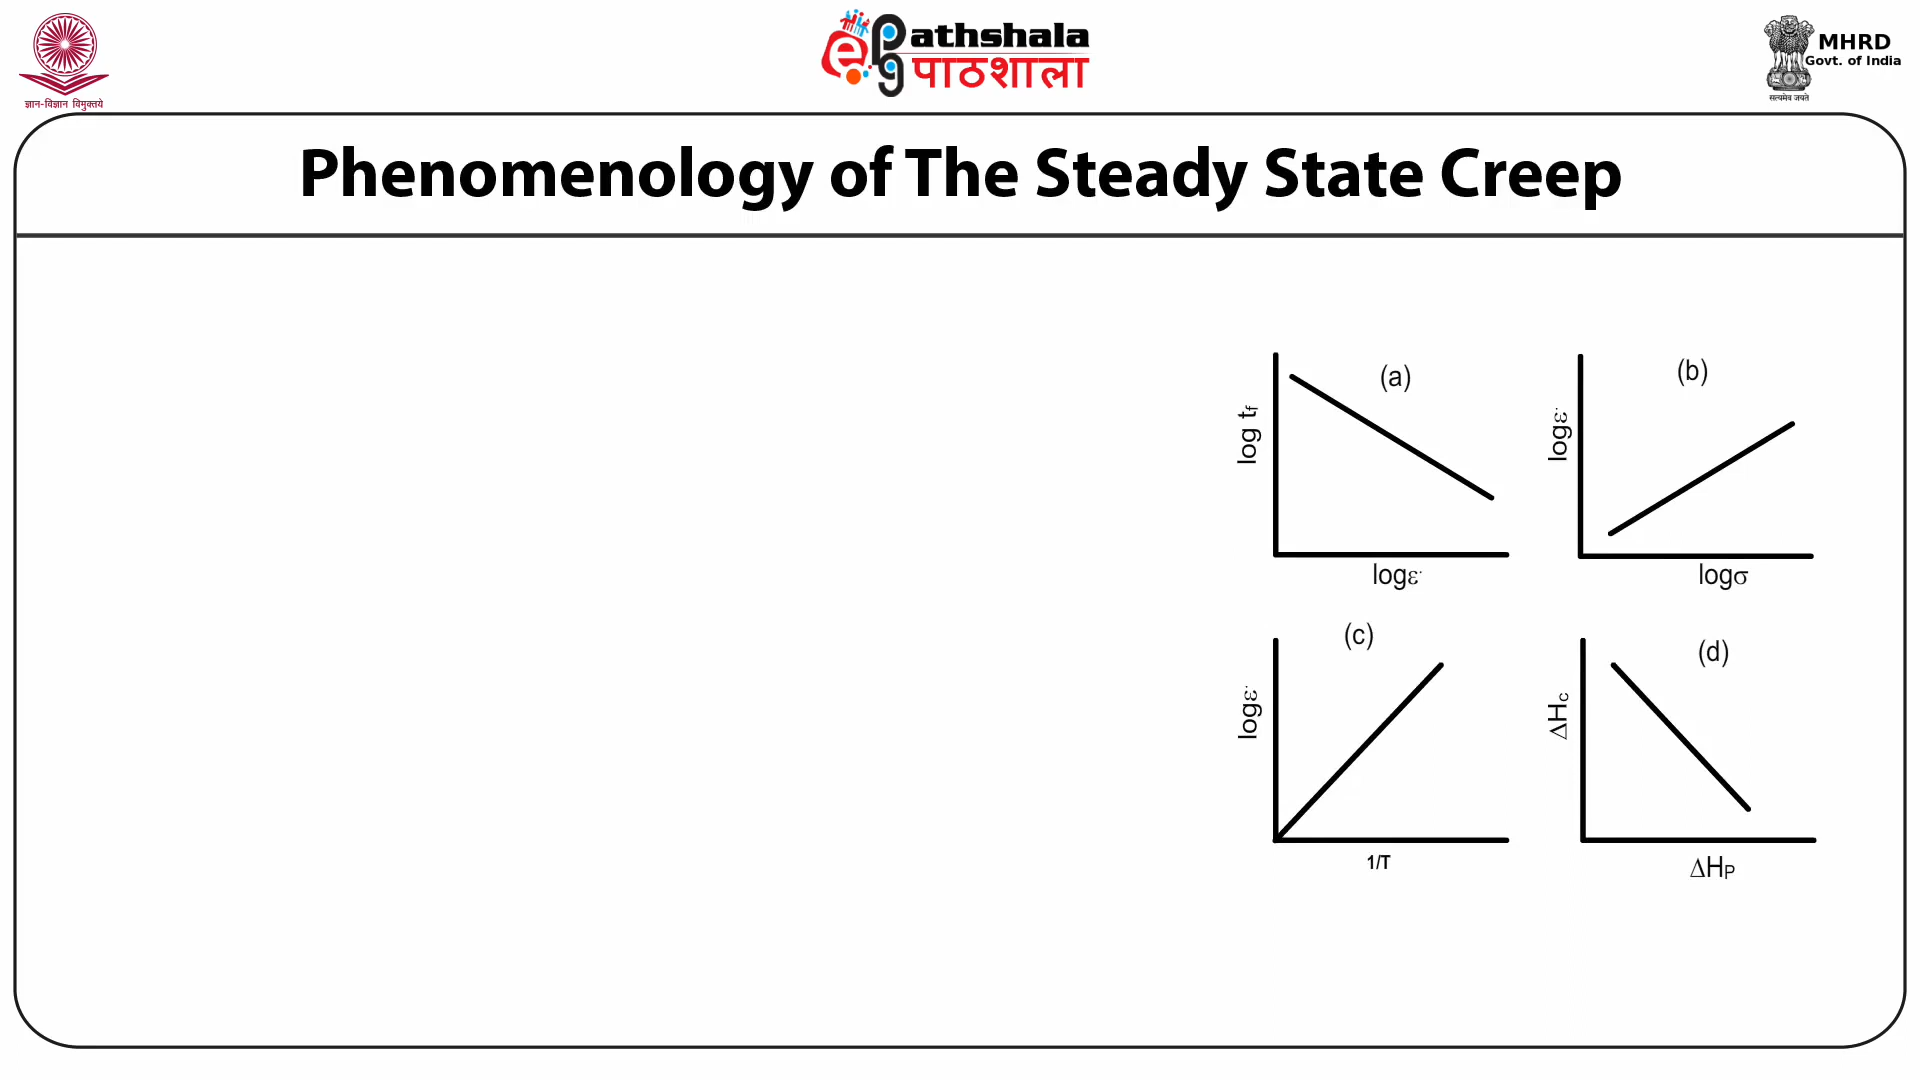 ज्ञान-विज्ञान विमुक्तये
ePG Pathshala
पाठशाला
MHRD
Govt. of India
सत्यमेव जयते
Phenomenology of The Steady State Creep
(a)
log tf
logε˙
(b)
logε˙
logσ
(c)
logε˙
1/T
(d)
ΔHc
ΔHP